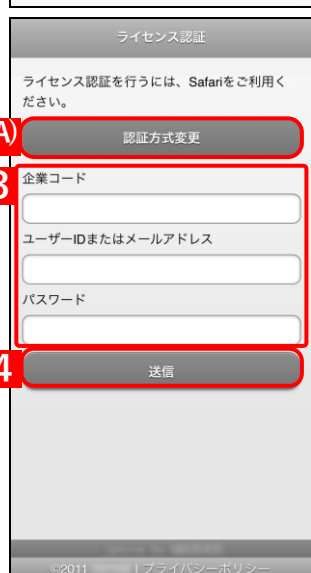 ライセンス認証
ライセンス認証を行うには、Safariをご利用く
ださい。
A)
認証方式変更
3
企業コード
ユーザーIDまたはメールアドレス
パスワード
4
送信
©2011 | プライバシーポリシー